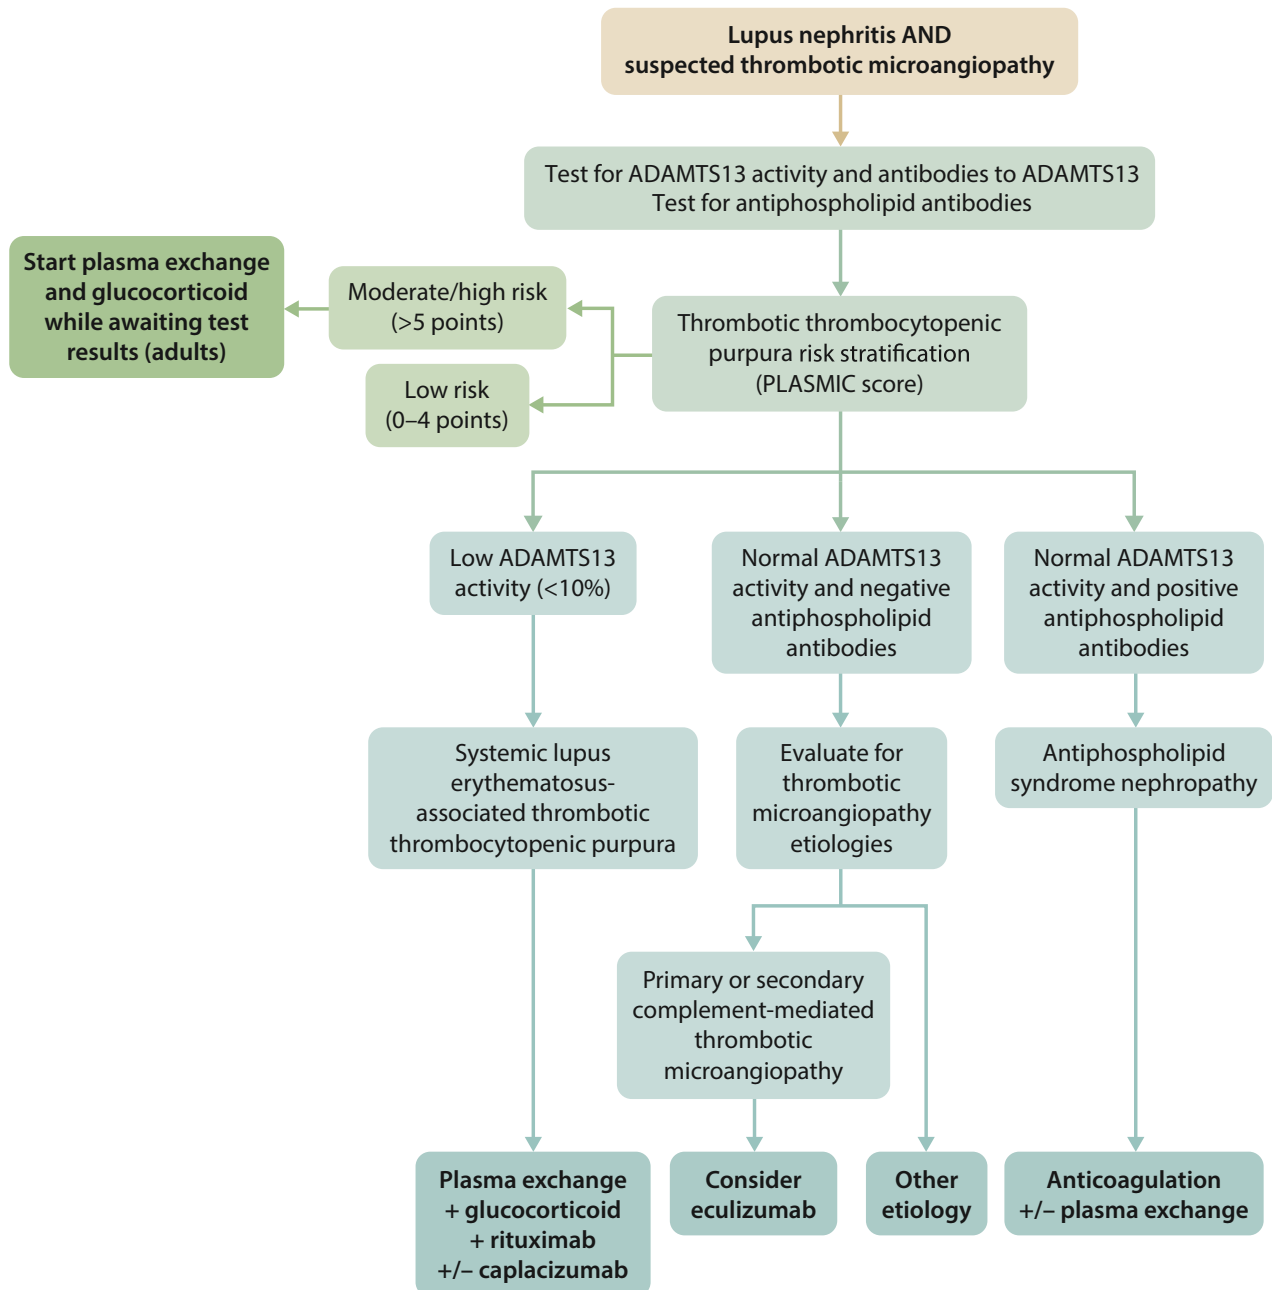 Lupus nephritis AND
suspected thrombotic microangiopathy
Test for ADAMTS13 activity and antibodies to ADAMTS13
Test for antiphospholipid antibodies
Start plasma exchange
and glucocorticoid
while awaiting test
results (adults)
Moderate/high risk
(>5 points)
Low risk
(0–4 points)
Thrombotic thrombocytopenic
purpura risk stratification
(PLASMIC score)
Low ADAMTS13
activity (<10%)
Normal ADAMTS13
activity and negative
antiphospholipid
antibodies
Normal ADAMTS13
activity and positive
antiphospholipid
antibodies
Systemic lupus
erythematosus-
associated thrombotic
thrombocytopenic purpura
Evaluate for
thrombotic
microangiopathy
etiologies
Antiphospholipid
syndrome nephropathy
Primary or secondary
complement-mediated
thrombotic
microangiopathy
Plasma exchange
+ glucocorticoid
+ rituximab
+/– caplacizumab
Consider
eculizumab
Other
etiology
Anticoagulation
+/– plasma exchange